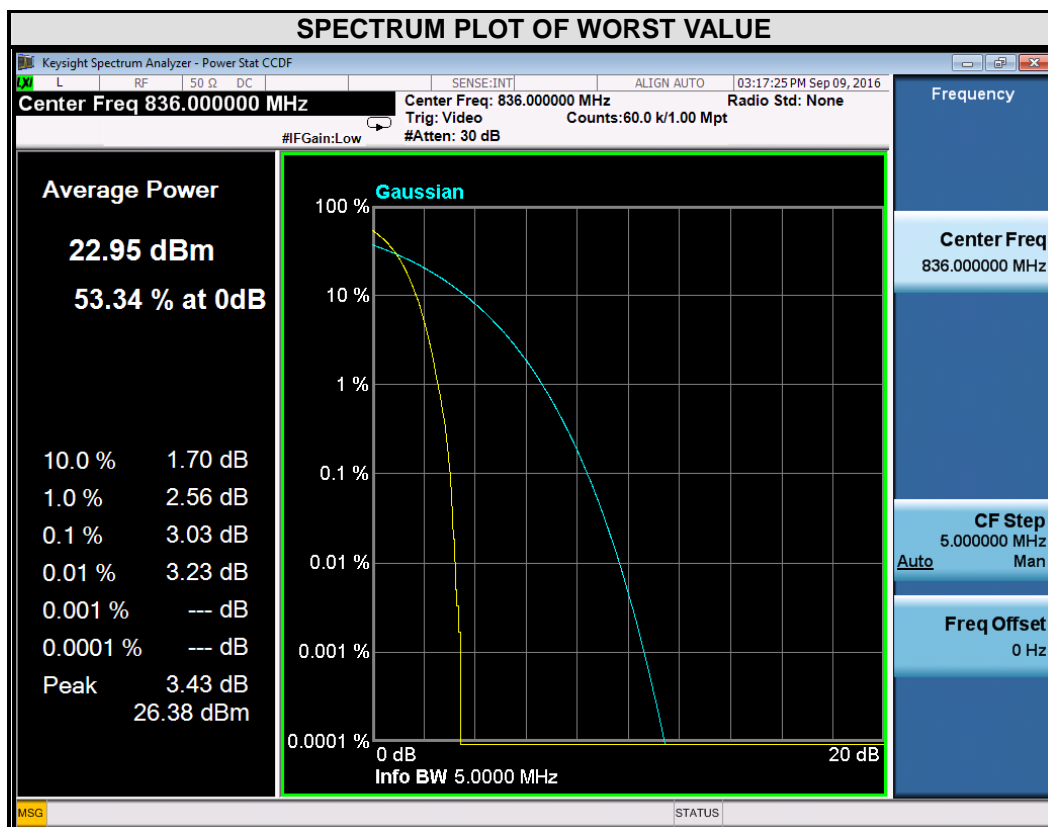 SPECTRUM PLOT OF WORST VALUE
Keysight Spectrum Analyzer - Power Stat CCDF
LXI L RF 50 Ω DC SENSE:INT ALIGN AUTO 03:17:25 PM Sep 09, 2016
Center Freq 836.000000 MHz
#IFGain:Low
Center Freq: 836.000000 MHz Radio Std: None
Trig: Video Counts:60.0 k/1.00 Mpt
#Atten: 30 dB
Average Power
22.95 dBm
53.34 % at 0dB
10.0 % 1.70 dB
1.0 % 2.56 dB
0.1 % 3.03 dB
0.01 % 3.23 dB
0.001 % --- dB
0.0001 % --- dB
Peak 3.43 dB
26.38 dBm
Gaussian
100 %
10 %
1 %
0.1 %
0.01 %
0.001 %
0.0001 %
0 dB 20 dB
Info BW 5.0000 MHz
Frequency
Center Freq
836.000000 MHz
CF Step
5.000000 MHz
Auto Man
Freq Offset
0 Hz
MSG STATUS